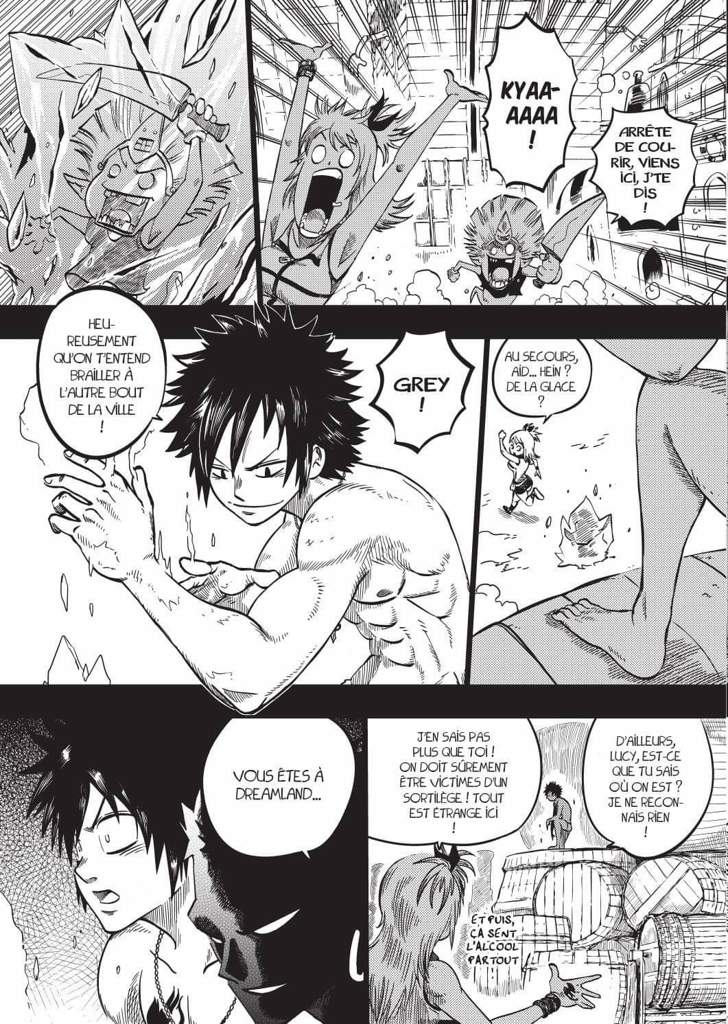 ARRÊTE
DE COU-
RIR, VIENS
ICI, J'TE
DIS
!
KYAA-
AAAA
!
AU SECOURS,
AÏD... HEIN ?
DE LA GLACE
?
GREY
!
HEU-
REUSEMENT
QU'ON T'ENTEND
BRAILLER À
L'AUTRE BOUT
DE LA VILLE
!
D'AILLEURS,
LUCY, EST-CE
QUE TU SAIS
OÙ ON EST ?
JE NE RECON-
NAIS RIEN
!
J'EN SAIS PAS
PLUS QUE TOI !
ON DOIT SÛREMENT
ÊTRE VICTIMES D'UN
SORTILÈGE ! TOUT
EST ÉTRANGE ICI
!
ET PUIS,
ÇA SENT
L'ALCOOL
PARTOUT
!
VOUS ÊTES À
DREAMLAND...